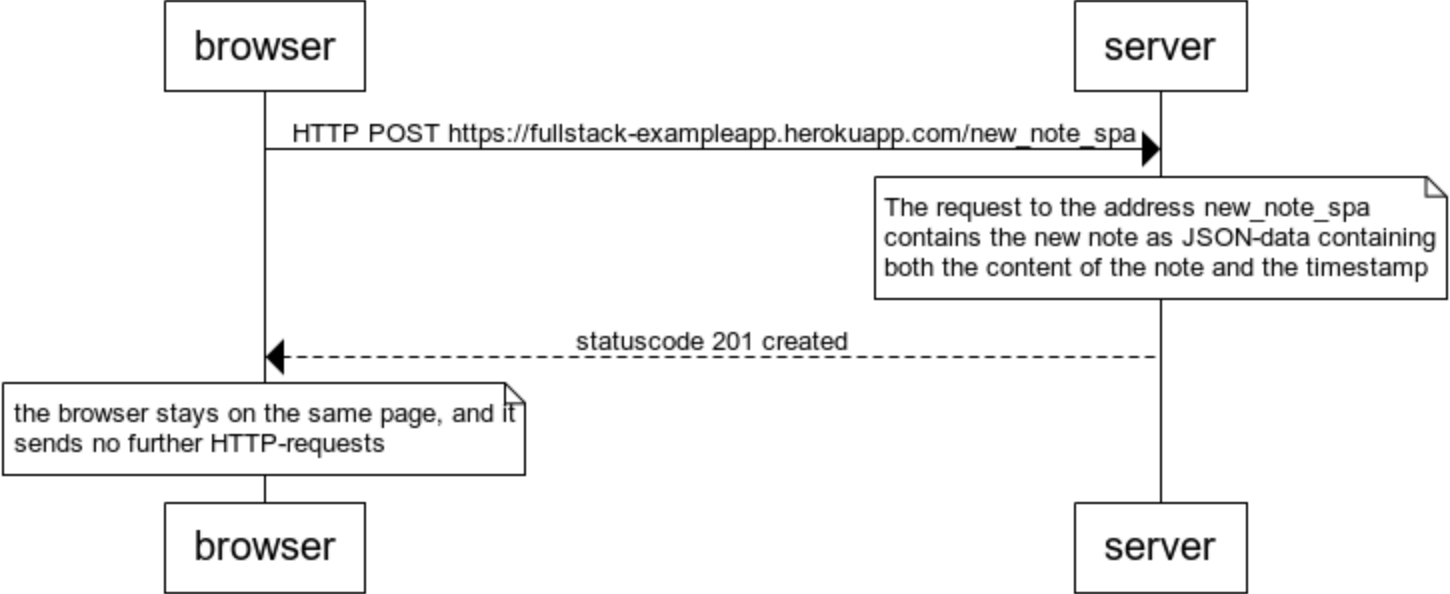 browser
server
HTTP POST https://fullstack-exampleapp.herokuapp.com/new_note_spa
The request to the address new_note_spa
contains the new note as JSON-data containing
both the content of the note and the timestamp
statuscode 201 created
the browser stays on the same page, and it
sends no further HTTP-requests
browser
server